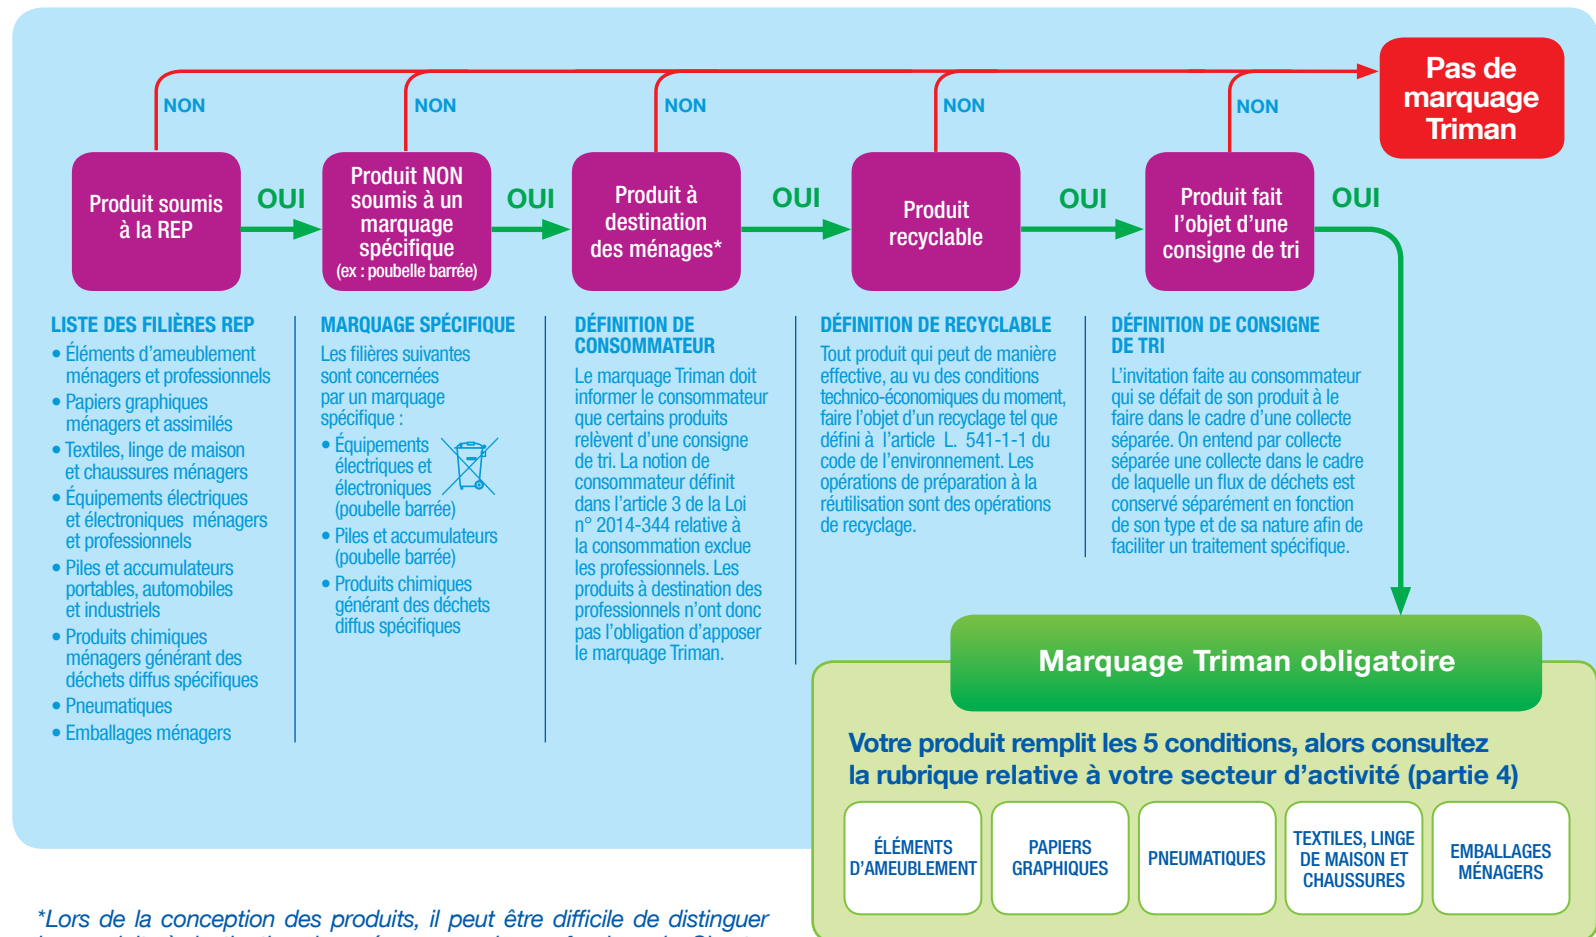 Pas de
marquage
Triman
NON
NON
NON
NON
NON
Produit soumis
à la REP
OUI
Produit NON
soumis à un
marquage
spécifique
(ex : poubelle barrée)
OUI
Produit à
destination
des ménages*
OUI
Produit
recyclable
OUI
Produit fait
l'objet d'une
consigne de tri
OUI
LISTE DES FILIÈRES REP
• Éléments d'ameublement
ménagers et professionnels
• Papiers graphiques
ménagers et assimilés
• Textiles, linge de maison
et chaussures ménagers
• Équipements électriques
et électroniques ménagers
et professionnels
• Piles et accumulateurs
portables, automobiles
et industriels
• Produits chimiques
ménagers générant des
déchets diffus spécifiques
• Pneumatiques
• Emballages ménagers
MARQUAGE SPÉCIFIQUE
Les filières suivantes
sont concernées
par un marquage
spécifique :
• Équipements
électriques et
électroniques
(poubelle barrée)
• Piles et accumulateurs
(poubelle barrée)
• Produits chimiques
générant des déchets
diffus spécifiques
DÉFINITION DE
CONSOMMATEUR
Le marquage Triman doit
informer le consommateur
que certains produits
relèvent d'une consigne
de tri. La notion de
consommateur définit
dans l'article 3 de la Loi
n° 2014-344 relative à
la consommation exclue
les professionnels. Les
produits à destination des
professionnels n'ont donc
pas l'obligation d'apposer
le marquage Triman.
DÉFINITION DE RECYCLABLE
Tout produit qui peut de manière
effective, au vu des conditions
technico-économiques du moment,
faire l'objet d'un recyclage tel que
défini à l'article L. 541-1-1 du
code de l'environnement. Les
opérations de préparation à la
réutilisation sont des opérations
de recyclage.
DÉFINITION DE CONSIGNE
DE TRI
L'invitation faite au consommateur
qui se défait de son produit à le
faire dans le cadre d'une collecte
séparée. On entend par collecte
séparée une collecte dans le cadre
de laquelle un flux de déchets est
conservé séparément en fonction
de son type et de sa nature afin de
faciliter un traitement spécifique.
Marquage Triman obligatoire
Votre produit remplit les 5 conditions, alors consultez
la rubrique relative à votre secteur d'activité (partie 4)
ÉLÉMENTS
D'AMEUBLEMENT
PAPIERS
GRAPHIQUES
PNEUMATIQUES
TEXTILES, LINGE
DE MAISON ET
CHAUSSURES
EMBALLAGES
MÉNAGERS
*Lors de la conception des produits, il peut être difficile de distinguer